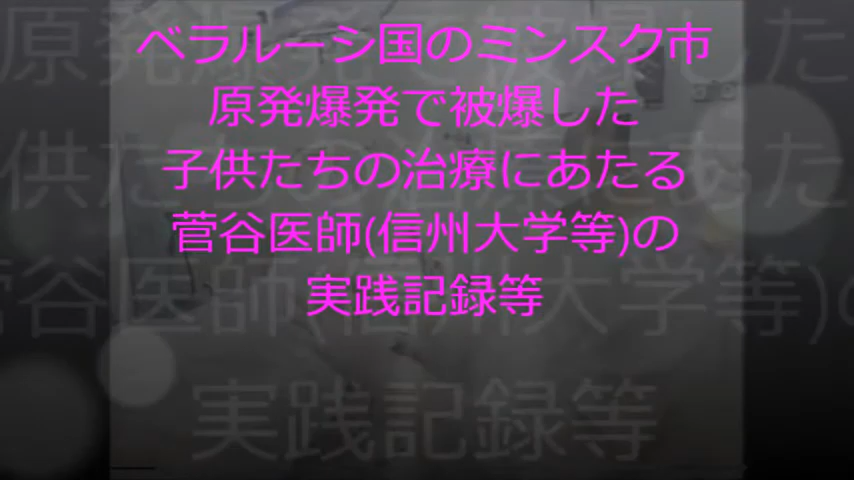 ベラルーシ国のミンスク市
原発爆発で被爆した
子供たちの治療にあたる
菅谷医師(信州大学等)の
実践記録等